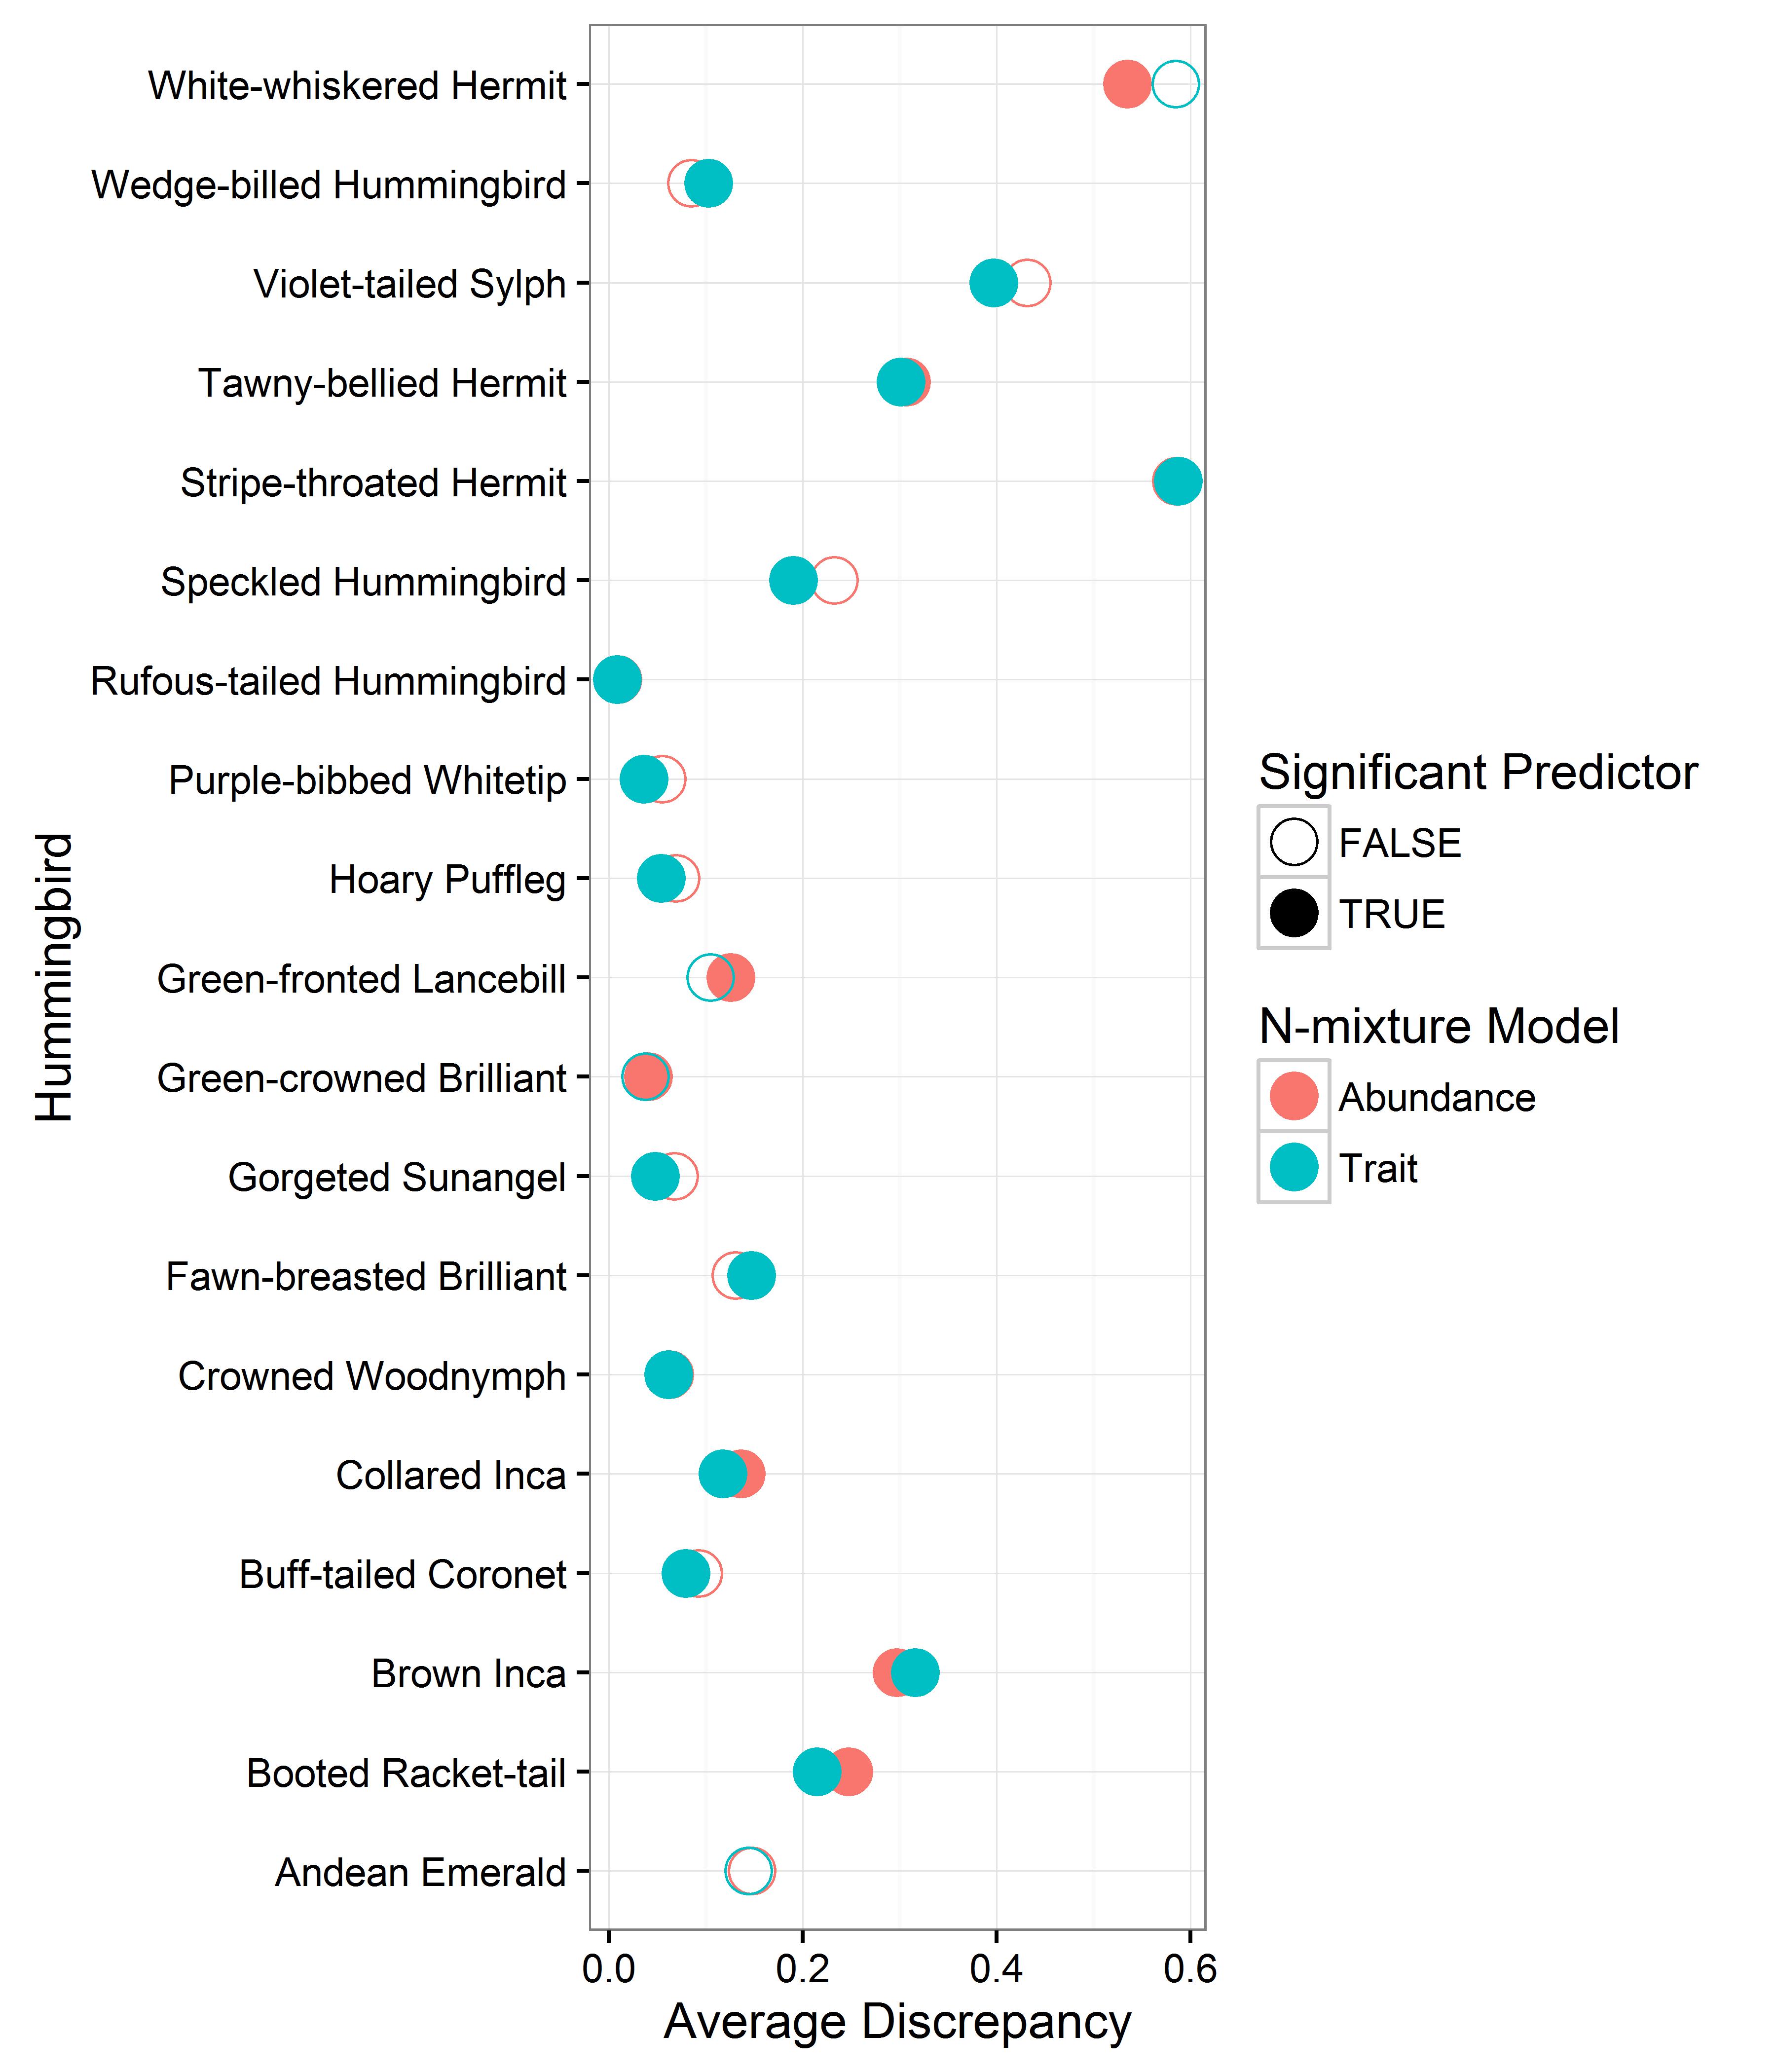 White-whiskered Hermit
Wedge-billed Hummingbird
Violet-tailed Sylph
Tawny-bellied Hermit
Stripe-throated Hermit
Speckled Hummingbird
Rufous-tailed Hummingbird
Purple-bibbed Whitetip
Hoary Puffleg
Green-fronted Lancebill
Green-crowned Brilliant
Gorgeted Sunangel
Fawn-breasted Brilliant
Crowned Woodnymph
Collared Inca
Buff-tailed Coronet
Brown Inca
Booted Racket-tail
Andean Emerald
Hummingbird
0.0 0.2 0.4 0.6
Average Discrepancy
Significant Predictor
FALSE
TRUE
N-mixture Model
Abundance
Trait